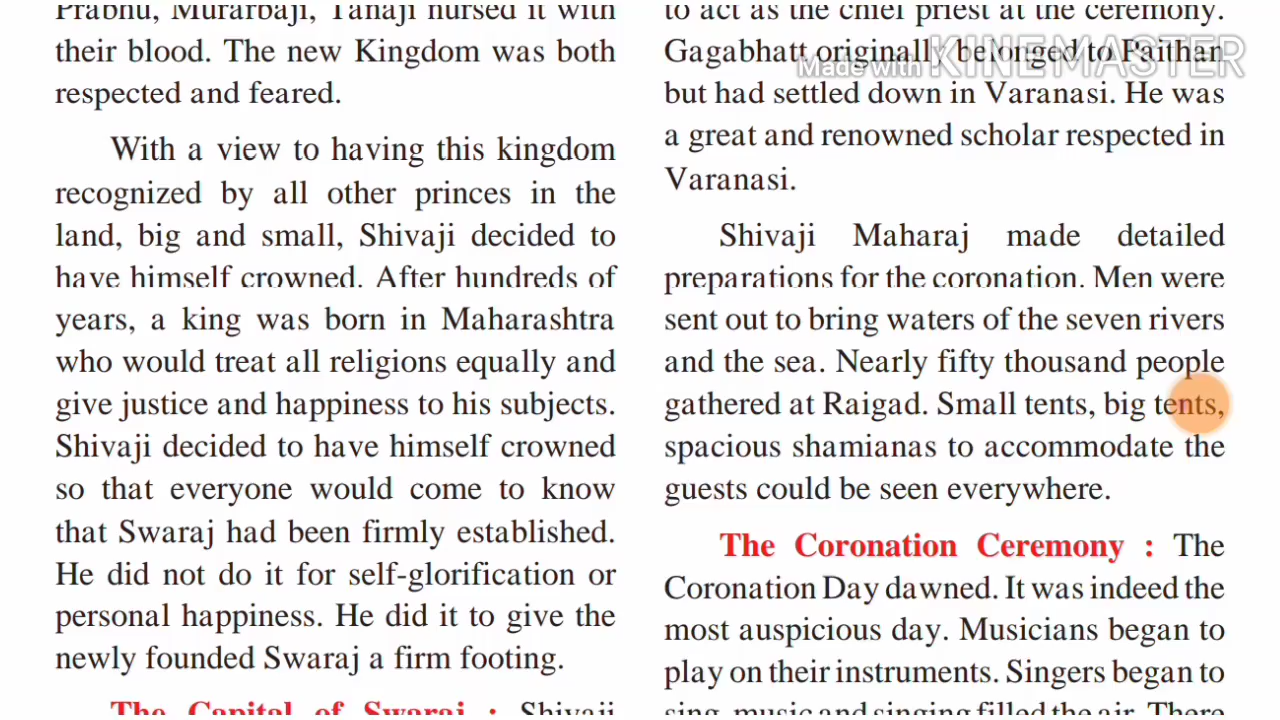 Prabhu, Murarbaji, Tanaji nursed it with
their blood. The new Kingdom was both
respected and feared.
With a view to having this kingdom
recognized by all other princes in the
land, big and small, Shivaji decided to
have himself crowned. After hundreds of
years, a king was born in Maharashtra
who would treat all religions equally and
give justice and happiness to his subjects.
Shivaji decided to have himself crowned
so that everyone would come to know
that Swaraj had been firmly established.
He did not do it for self-glorification or
personal happiness. He did it to give the
newly founded Swaraj a firm footing.
The Capital of Swaraj : Shivaji
to act as the chief priest at the ceremony.
Gagabhatt originally belonged to Paithan
but had settled down in Varanasi. He was
a great and renowned scholar respected in
Varanasi.
Shivaji Maharaj made detailed
preparations for the coronation. Men were
sent out to bring waters of the seven rivers
and the sea. Nearly fifty thousand people
gathered at Raigad. Small tents, big tents,
spacious shamianas to accommodate the
guests could be seen everywhere.
The Coronation Ceremony : The
Coronation Day dawned. It was indeed the
most auspicious day. Musicians began to
play on their instruments. Singers began to
sing, music and singing filled the air. There
Made with KINEMASTER